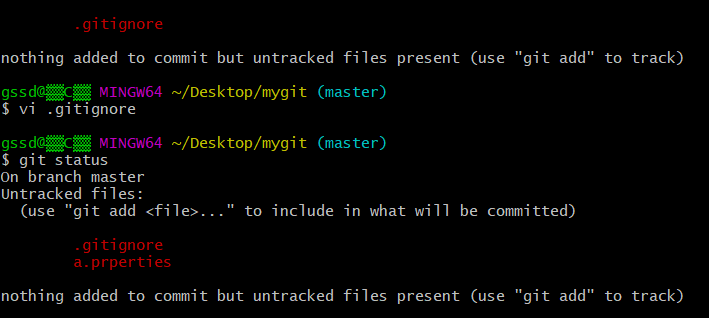 .gitignore
nothing added to commit but untracked files present (use "git add" to track)
gssd@▒▒C▒▒ MINGW64 ~/Desktop/mygit (master)
$ vi .gitignore
gssd@▒▒C▒▒ MINGW64 ~/Desktop/mygit (master)
$ git status
On branch master
Untracked files:
(use "git add <file>..." to include in what will be committed)
.gitignore
a.prperties
nothing added to commit but untracked files present (use "git add" to track)